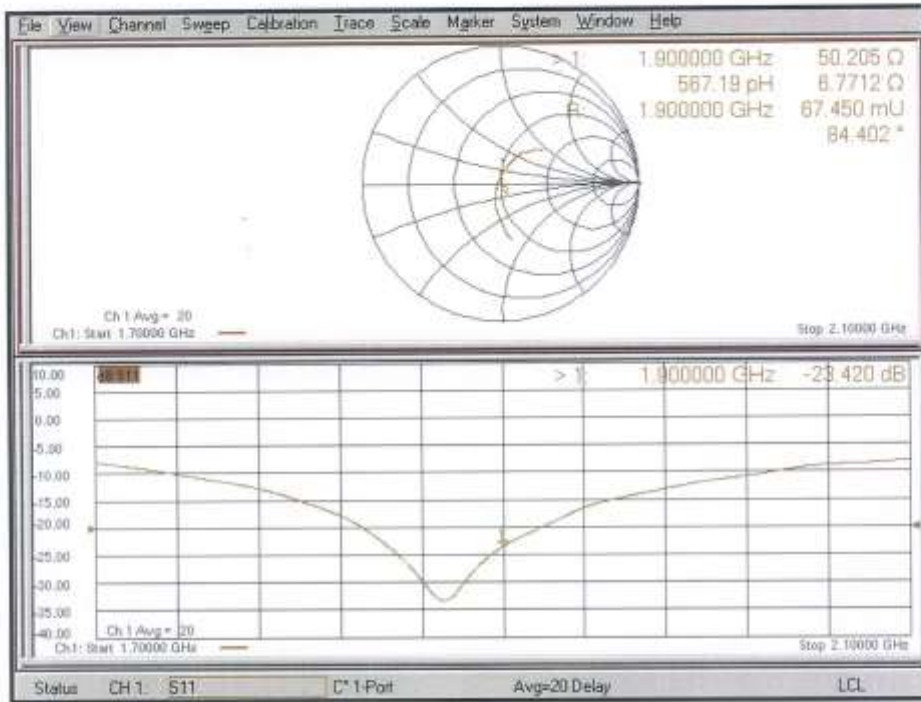 File View Channel Sweep Calibration Trace Scale Marker System Window Help
> 1: 1.900000 GHz 50.205 Ω
567.19 pH 6.7712 Ω
R: 1.900000 GHz 67.450 mU
84.402 °
Ch 1 Avg = 20
Ch1: Start 1.70000 GHz
Stop 2.10000 GHz
10.00
dB S11
> 1: 1.900000 GHz -23.420 dB
5.00
0.00
-5.00
-10.00
-15.00
-20.00
-25.00
-30.00
-35.00
-40.00
1
Ch 1 Avg = 20
Ch1: Start 1.70000 GHz
Stop 2.10000 GHz
Status CH 1: S11 C* 1-Port Avg=20 Delay LCL